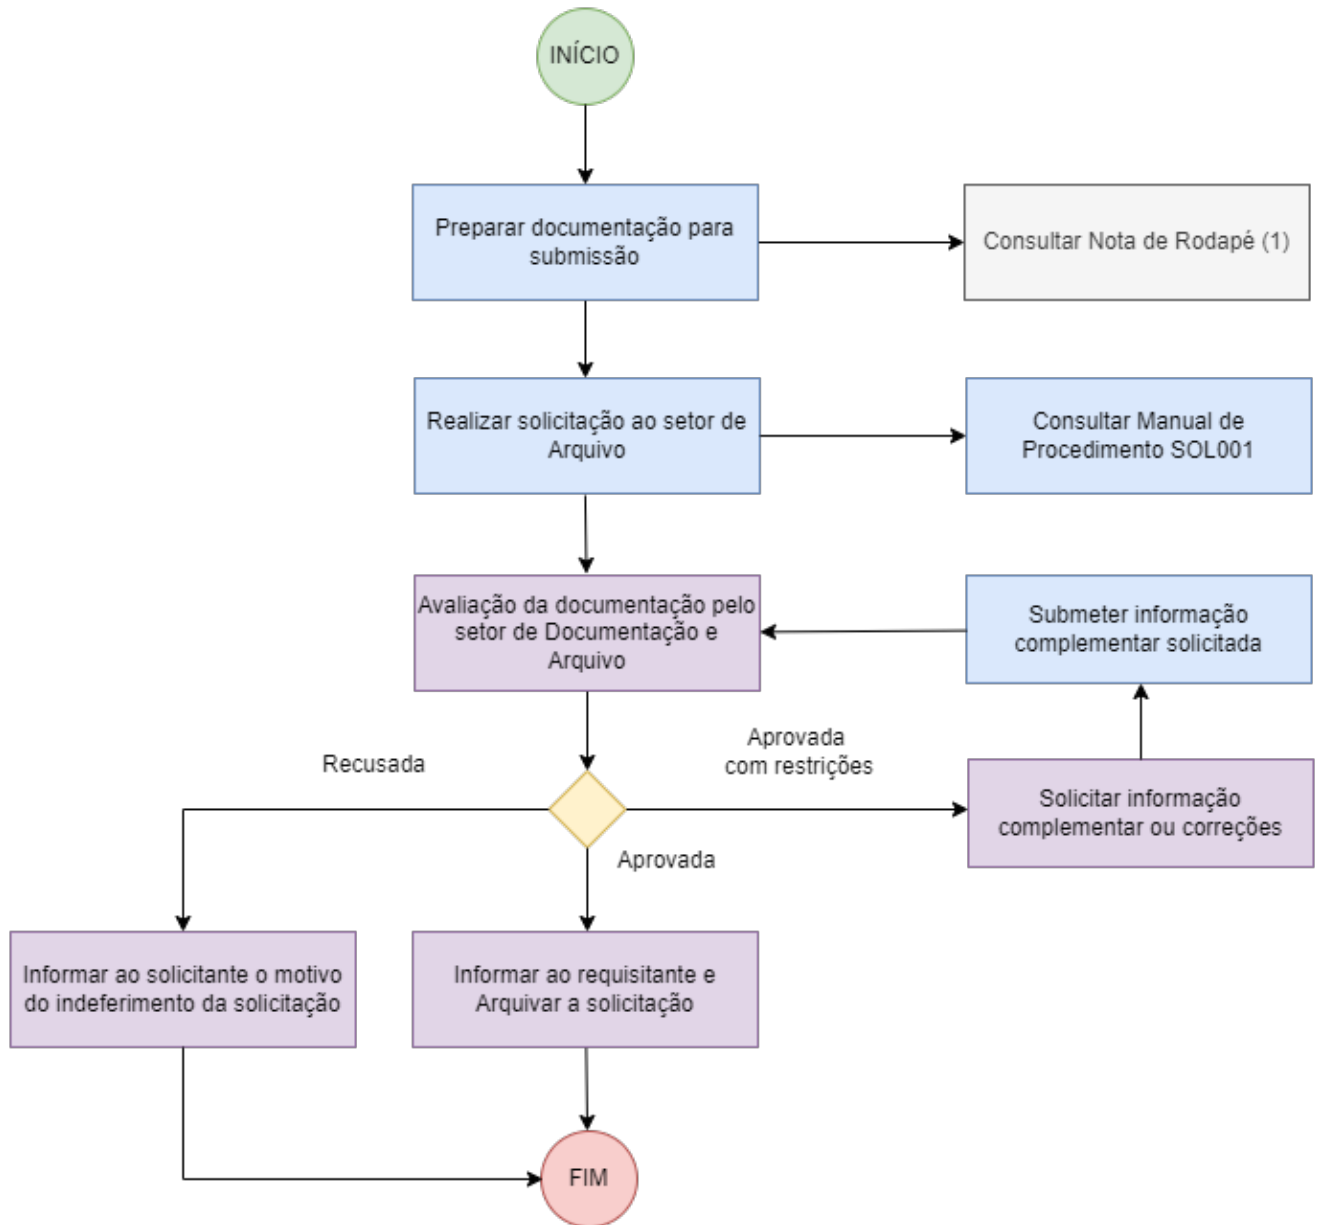 INÍCIO
Preparar documentação para
submissão
Consultar Nota de Rodapé (1)
Realizar solicitação ao setor de
Arquivo
Consultar Manual de
Procedimento SOL001
Avaliação da documentação pelo
setor de Documentação e
Arquivo
Submeter informação
complementar solicitada
Recusada
Aprovada
com restrições
Solicitar informação
complementar ou correções
Aprovada
Informar ao solicitante o motivo
do indeferimento da solicitação
Informar ao requisitante e
Arquivar a solicitação
FIM